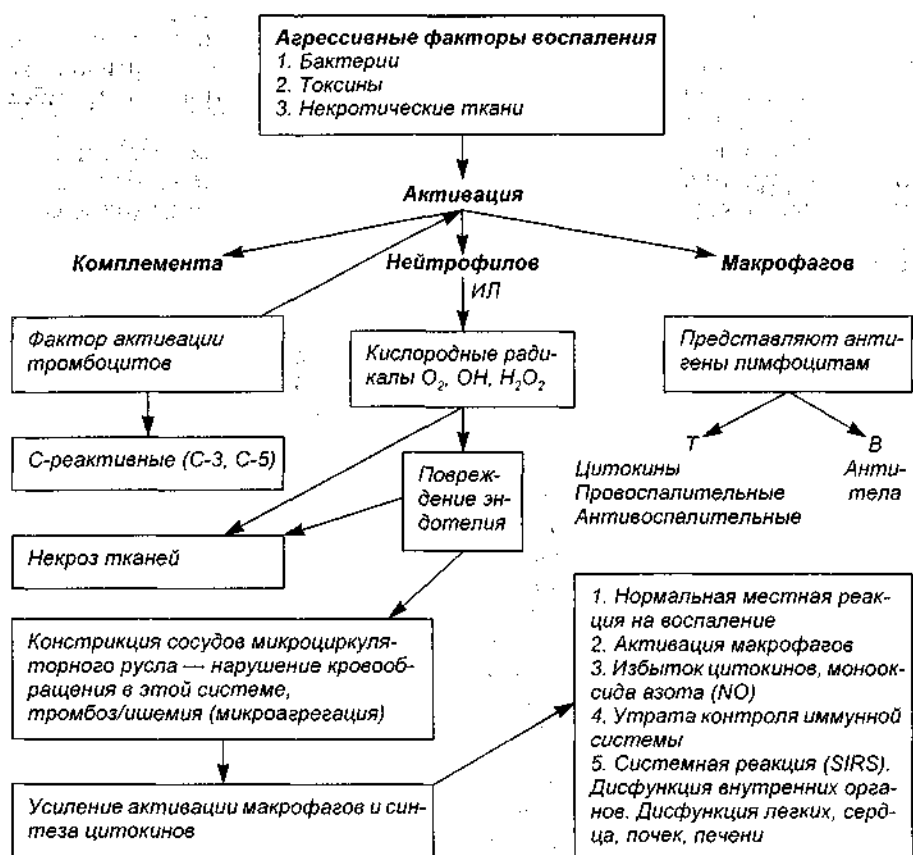 Агрессивные факторы воспаления
1. Бактерии
2. Токсины
3. Некротические ткани
Активация
Комплемента
Нейтрофилов
Макрофагов
ИЛ
Фактор активации
тромбоцитов
Кислородные ради-
калы O₂, OH, H₂O₂
Представляют анти-
гены лимфоцитам
С-реактивные (С-3, С-5)
Повреж-
дение эн-
дотелия
Т
Цитокины
Провоспалительные
Антивоспалительные
В
Анти-
тела
Некроз тканей
Констрикция сосудов микроциркуля-
торного русла — нарушение кровооб-
ращения в этой системе,
тромбоз/ишемия (микроагрегация)
Усиление активации макрофагов и син-
теза цитокинов
1. Нормальная местная реак-
ция на воспаление
2. Активация макрофагов
3. Избыток цитокинов, моноок-
сида азота (NO)
4. Утрата контроля иммунной
системы
5. Системная реакция (SIRS).
Дисфункция внутренних орга-
нов. Дисфункция легких, серд-
ца, почек, печени